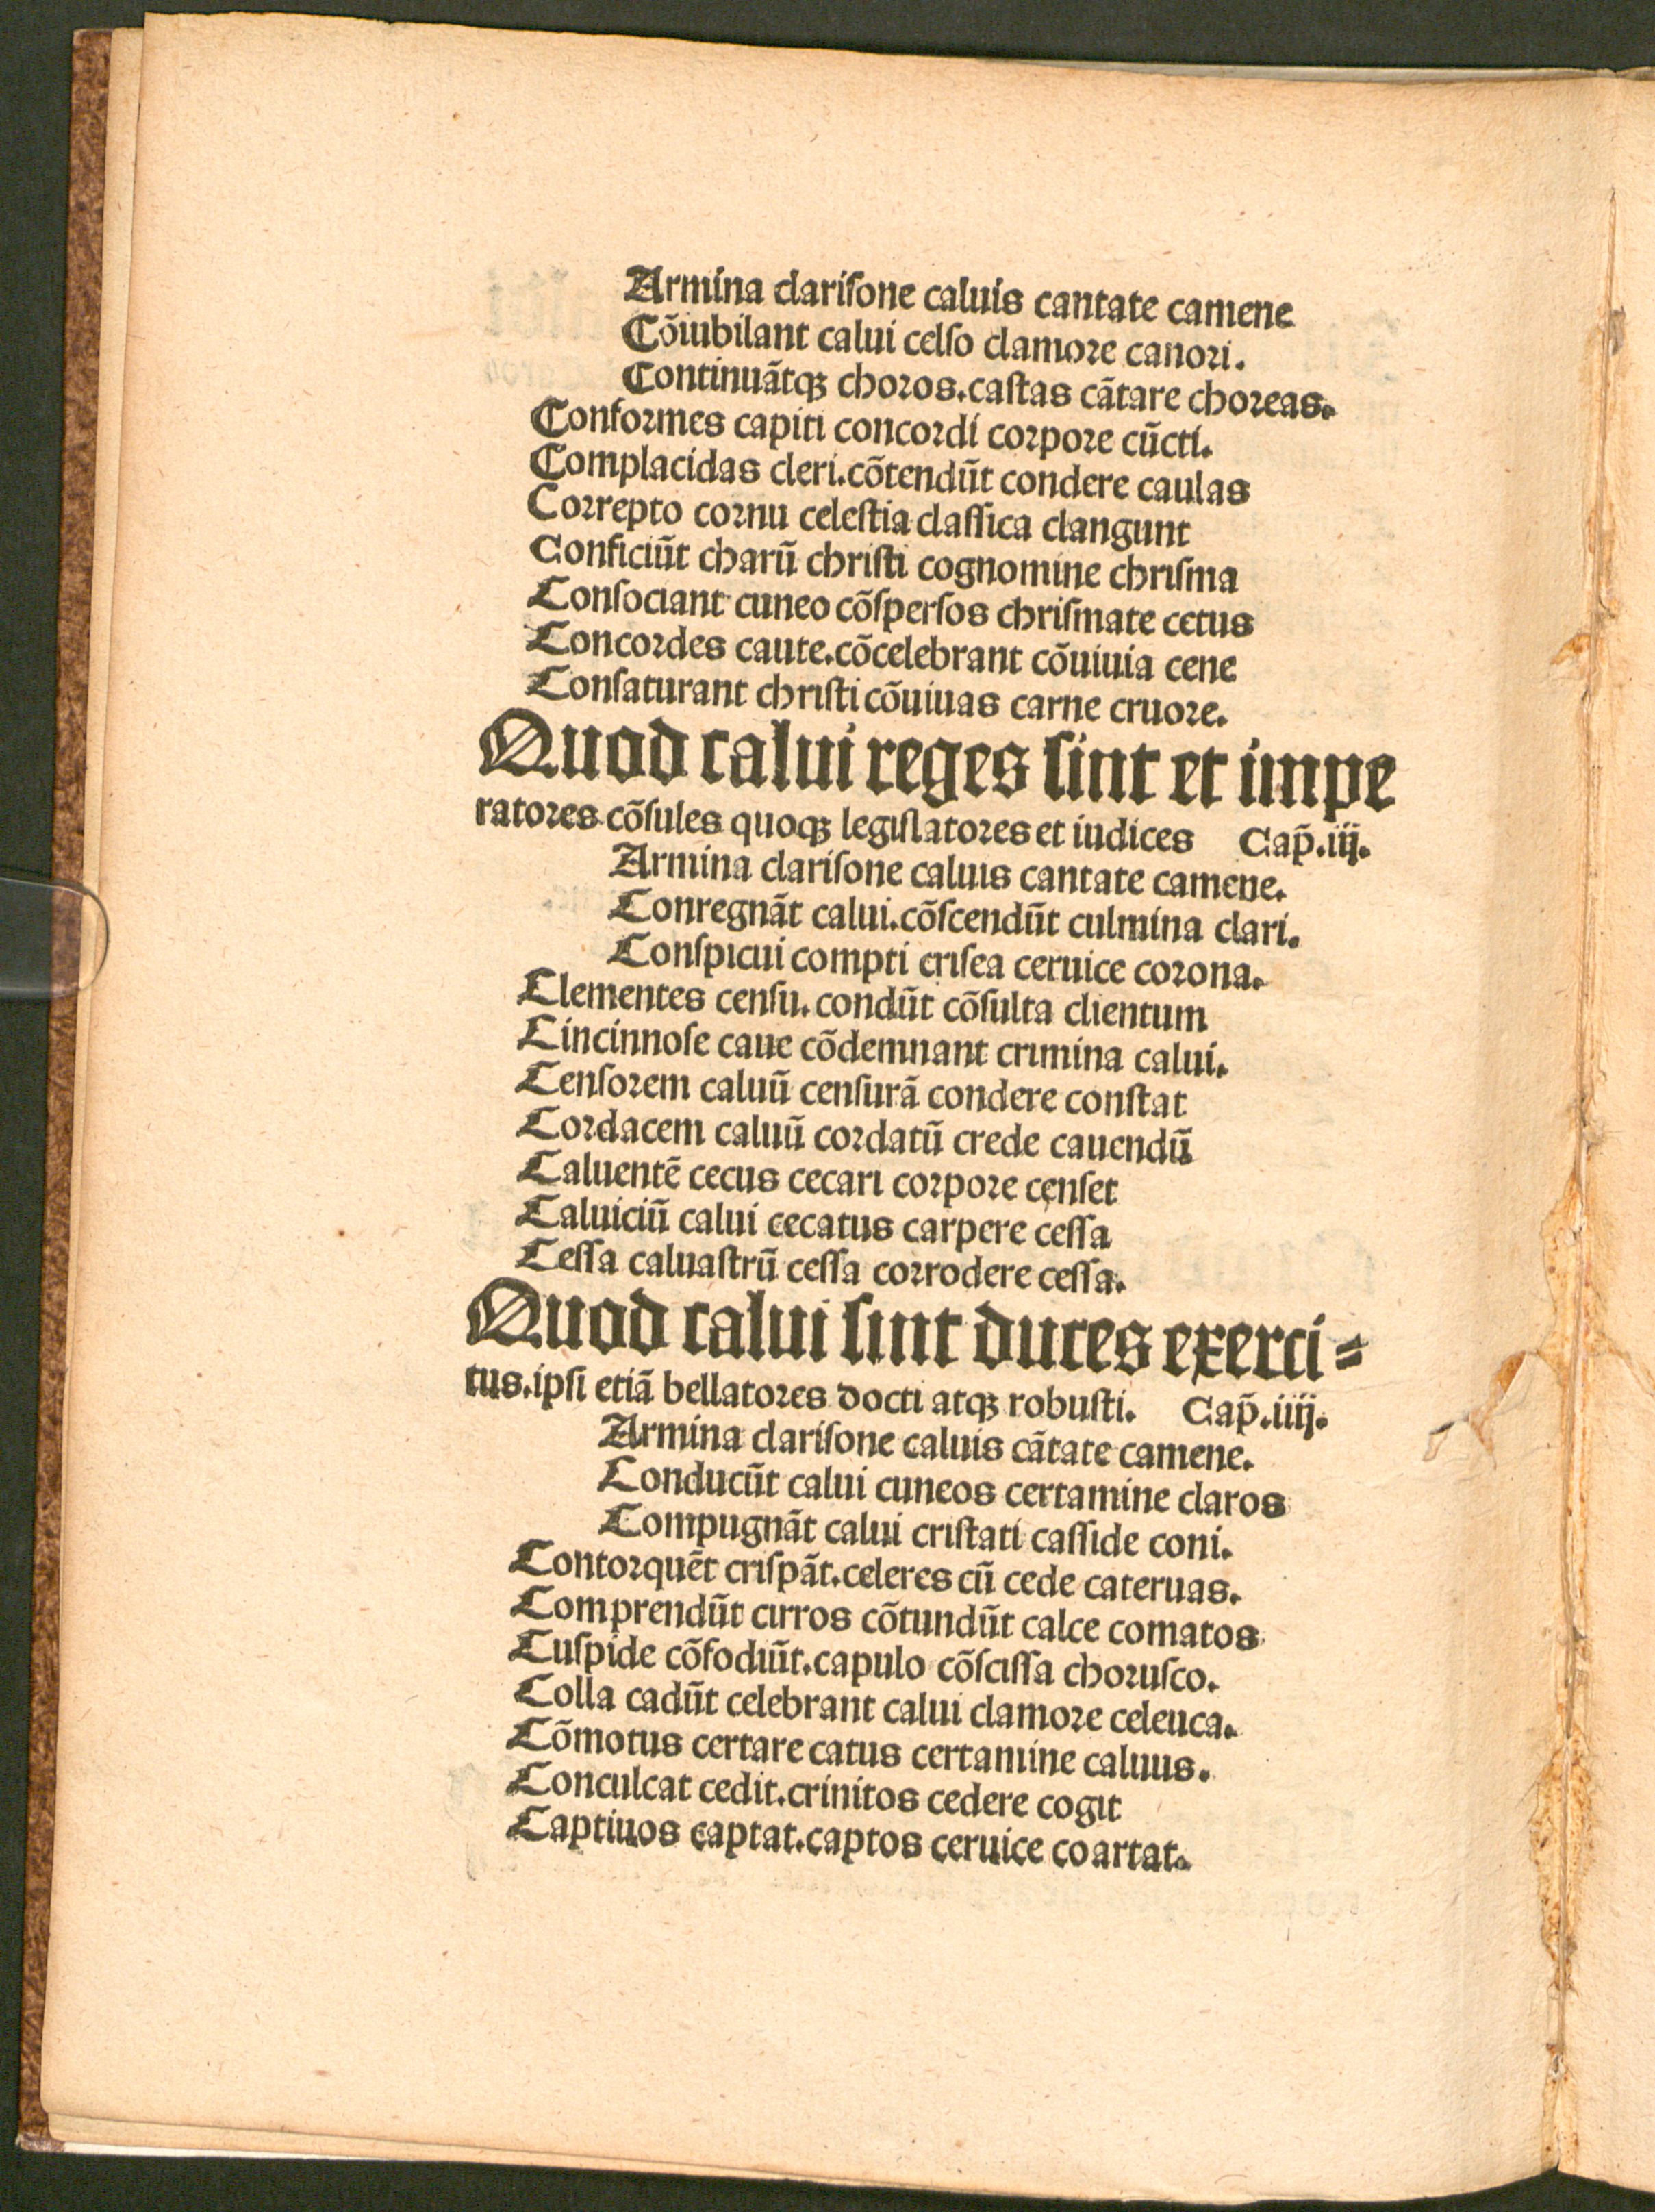 Armina clariſone caluis cantate camene
Cõiubilant calui celſo clamore canori.
Continuãtqꝫ choros.caſtas cãtare choreas.
Conformes capiti concordi corpore cũcti.
Complacidas cleri.cõtendũt condere caulas
Correpto cornu celeſtia claſſica clangunt
Conficiũt charũ chriſti cognomine chriſma
Conſociant cuneo cõſperſos chriſmate cetus
Concordes caute.cõcelebrant cõuiuia cene
Conſaturant chriſti cõuiuas carne cruore.
Quod calui reges ſint et impe
ratores cõſules quoqꝫ legiſlatores et iudices Cap̃.iij.
Armina clariſone caluis cantate camene.
Conregnãt calui.cõſcendũt culmina clari.
Conſpicui compti criſea ceruice corona.
Clementes cenſu.condũt cõſulta clientum
Cincinnoſe caue cõdemnant crimina calui.
Cenſorem caluũ cenſurã condere conſtat
Cordacem caluũ cordatũ crede cauendũ
Caluentẽ cecus cecari corpore cenſet
Caluiciũ calui cecatus carpere ceſſa
Ceſſa caluaſtrũ ceſſa corrodere ceſſa.
Quod calui ſint duces exerci⸗
tus.ipſi etiã bellatores docti atqꝫ robuſti. Cap̃.iiij.
Armina clariſone caluis cãtate camene.
Conducũt calui cuneos certamine claros
Compugnãt calui criſtati caſſide coni.
Contorquẽt criſpãt.celeres cũ cede cateruas.
Comprendũt cirros cõtundũt calce comatos
Cuſpide cõfodiũt.capulo cõſciſſa choruſco.
Colla cadũt celebrant calui clamore celeuca.
Cõmotus certare catus certamine caluus.
Conculcat cedit.crinitos cedere cogit
Captiuos captat.captos ceruice coartat.